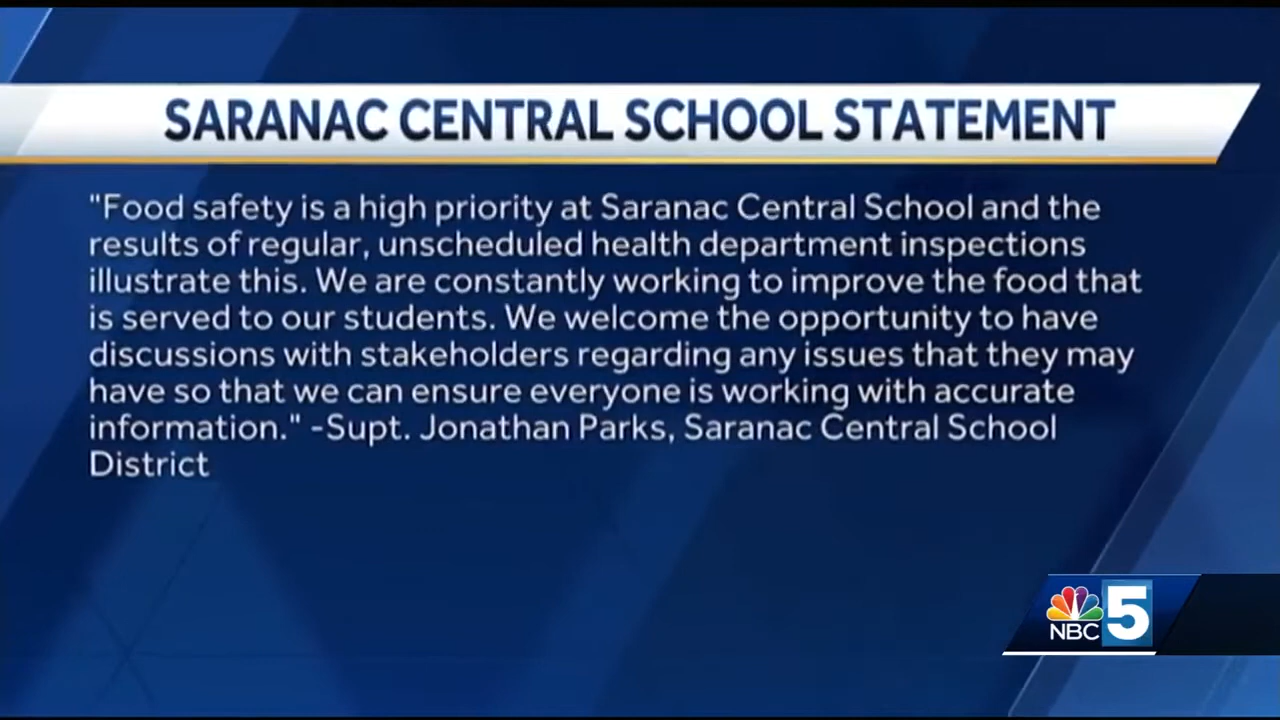 SARANAC CENTRAL SCHOOL STATEMENT
"Food safety is a high priority at Saranac Central School and the
results of regular, unscheduled health department inspections
illustrate this. We are constantly working to improve the food that
is served to our students. We welcome the opportunity to have
discussions with stakeholders regarding any issues that they may
have so that we can ensure everyone is working with accurate
information." -Supt. Jonathan Parks, Saranac Central School
District
NBC 5